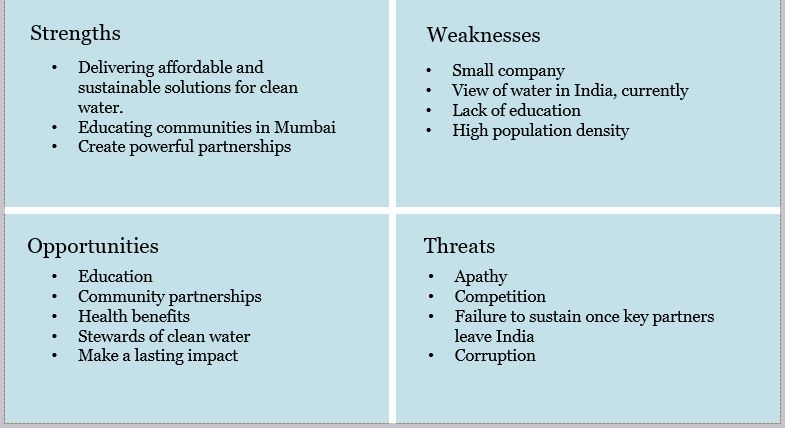 Strengths
• Delivering affordable and
sustainable solutions for clean
water.
• Educating communities in Mumbai
• Create powerful partnerships
Weaknesses
• Small company
• View of water in India, currently
• Lack of education
• High population density
Opportunities
• Education
• Community partnerships
• Health benefits
• Stewards of clean water
• Make a lasting impact
Threats
• Apathy
• Competition
• Failure to sustain once key partners
leave India
• Corruption